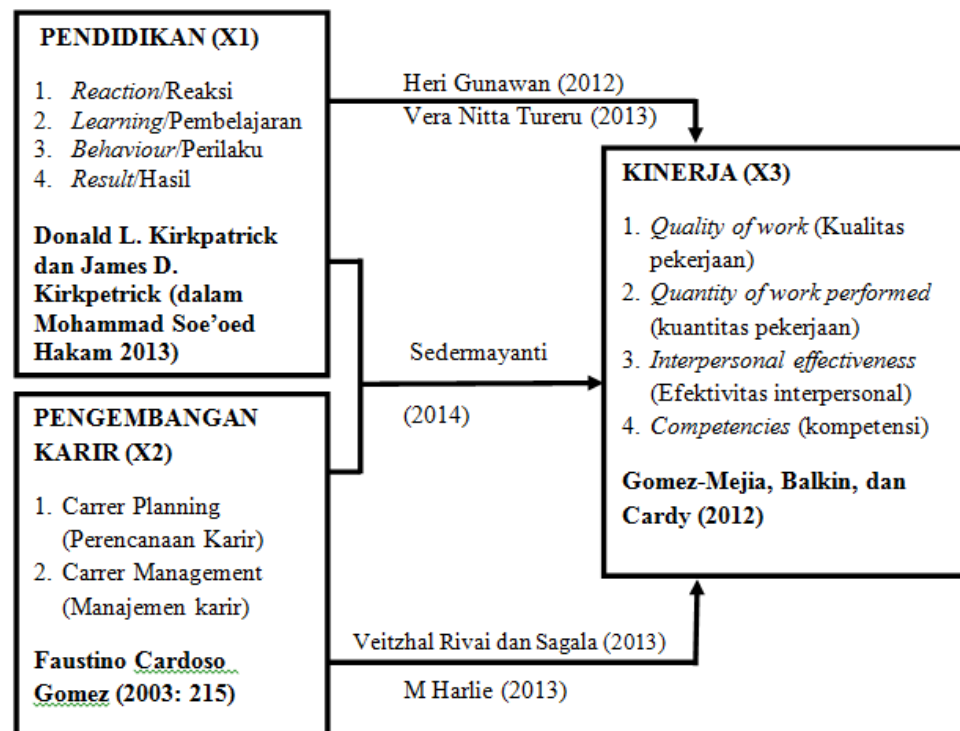 PENDIDIKAN (X1)
1. Reaction/Reaksi
2. Learning/Pembelajaran
3. Behaviour/Perilaku
4. Result/Hasil
Donald L. Kirkpatrick
dan James D.
Kirkpetrick (dalam
Mohammad Soe’oed
Hakam 2013)
Heri Gunawan (2012)
Vera Nitta Tureru (2013)
PENGEMBANGAN
KARIR (X2)
1. Carrer Planning
(Perencanaan Karir)
2. Carrer Management
(Manajemen karir)
Faustino Cardoso
Gomez (2003: 215)
Sedermayanti
(2014)
Veitzhal Rivai dan Sagala (2013)
M Harlie (2013)
KINERJA (X3)
1. Quality of work (Kualitas
pekerjaan)
2. Quantity of work performed
(kuantitas pekerjaan)
3. Interpersonal effectiveness
(Efektivitas interpersonal)
4. Competencies (kompetensi)
Gomez-Mejia, Balkin, dan
Cardy (2012)